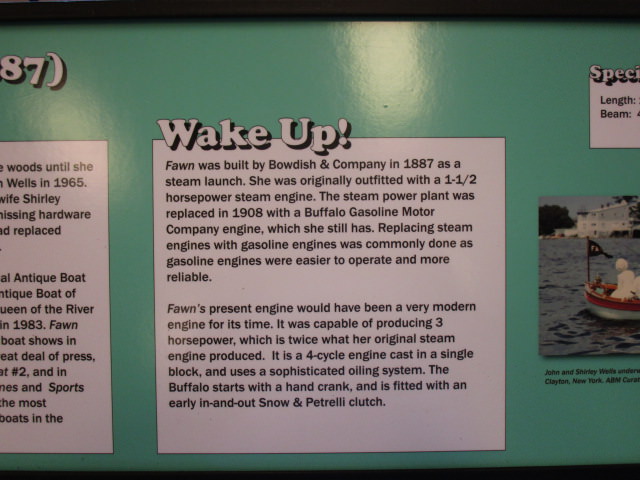 87)
e woods until she
n Wells in 1965.
wife Shirley
missing hardware
ad replaced
al Antique Boat
ntique Boat of
ueen of the River
in 1983. Fawn
boat shows in
eat deal of press,
at #2, and in
nes and Sports
the most
boats in the
Wake Up!
Fawn was built by Bowdish & Company in 1887 as a
steam launch. She was originally outfitted with a 1-1/2
horsepower steam engine. The steam power plant was
replaced in 1908 with a Buffalo Gasoline Motor
Company engine, which she still has. Replacing steam
engines with gasoline engines was commonly done as
gasoline engines were easier to operate and more
reliable.
Fawn's present engine would have been a very modern
engine for its time. It was capable of producing 3
horsepower, which is twice what her original steam
engine produced. It is a 4-cycle engine cast in a single
block, and uses a sophisticated oiling system. The
Buffalo starts with a hand crank, and is fitted with an
early in-and-out Snow & Petrelli clutch.
Speci
Length:
Beam: 4
John and Shirley Wells underw
Clayton, New York. ABM Curat